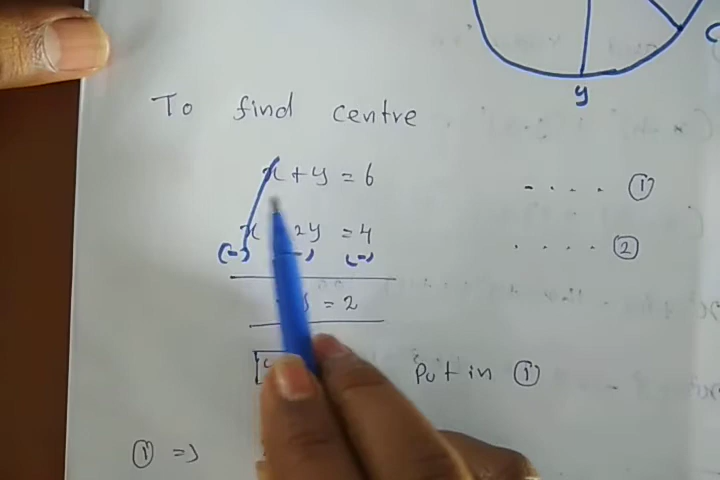 y
To find centre
x + y = 6 .... ①
x 2y = 4 .... ②
(-) (-) (-)
y = 2
Put in ①
① =>